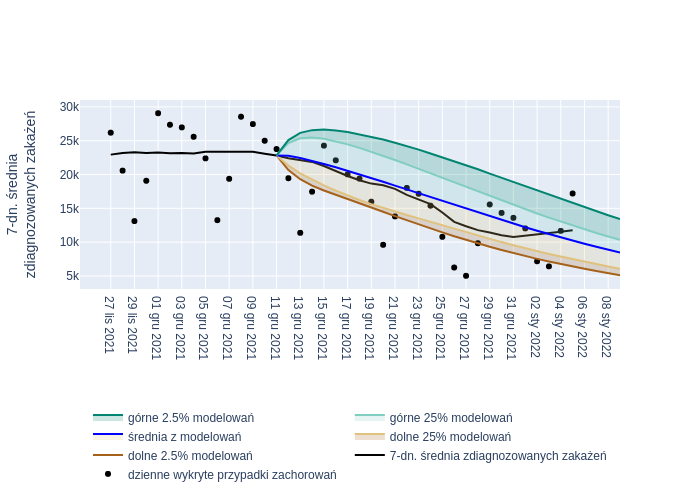 30k
25k
20k
15k
10k
5k
7-dn. średnia
zdiagnozowanych zakażeń
27 lis 2021
29 lis 2021
01 gru 2021
03 gru 2021
05 gru 2021
07 gru 2021
09 gru 2021
11 gru 2021
13 gru 2021
15 gru 2021
17 gru 2021
19 gru 2021
21 gru 2021
23 gru 2021
25 gru 2021
27 gru 2021
29 gru 2021
31 gru 2021
02 sty 2022
04 sty 2022
06 sty 2022
08 sty 2022
górne 2.5% modelowań
górne 25% modelowań
średnia z modelowań
dolne 25% modelowań
dolne 2.5% modelowań
7-dn. średnia zdiagnozowanych zakażeń
dzienne wykryte przypadki zachorowań